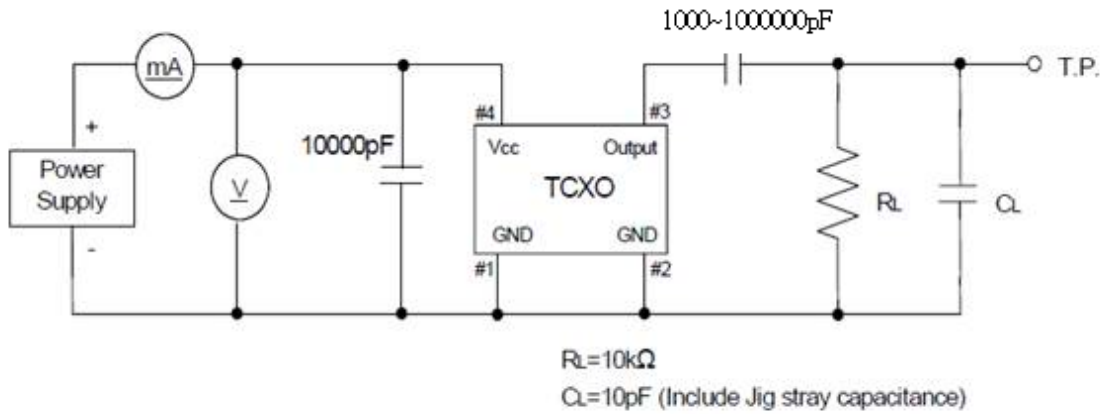 1000~1000000pF
mA
T.P.
#4
#3
+
10000pF
Vcc
Output
Power
Supply
V
TCXO
RL
CL
GND
GND
-
#1
#2
RL=10kΩ
CL=10pF (Include Jig stray capacitance)